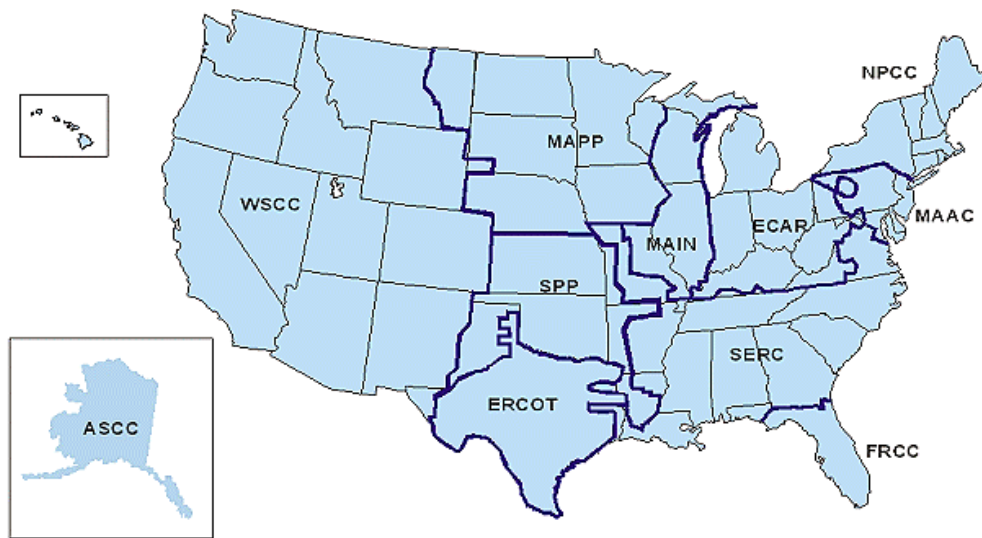 NPCC
MAPP
WSCC
MAAC
ECAR
MAIN
SPP
SERC
ERCOT
ASCC
FRCC